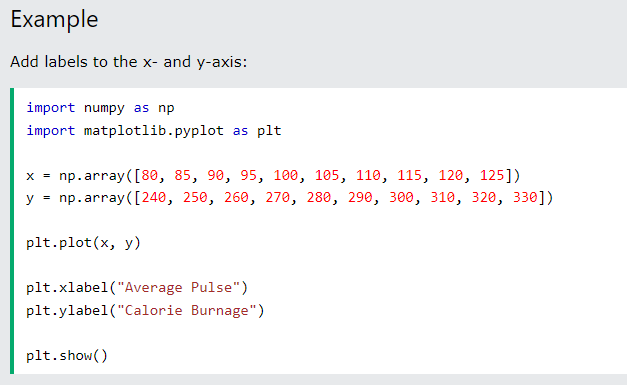 Example
Add labels to the x- and y-axis:
import numpy as np
import matplotlib.pyplot as plt
x = np.array([80, 85, 90, 95, 100, 105, 110, 115, 120, 125])
y = np.array([240, 250, 260, 270, 280, 290, 300, 310, 320, 330])
plt.plot(x, y)
plt.xlabel("Average Pulse")
plt.ylabel("Calorie Burnage")
plt.show()